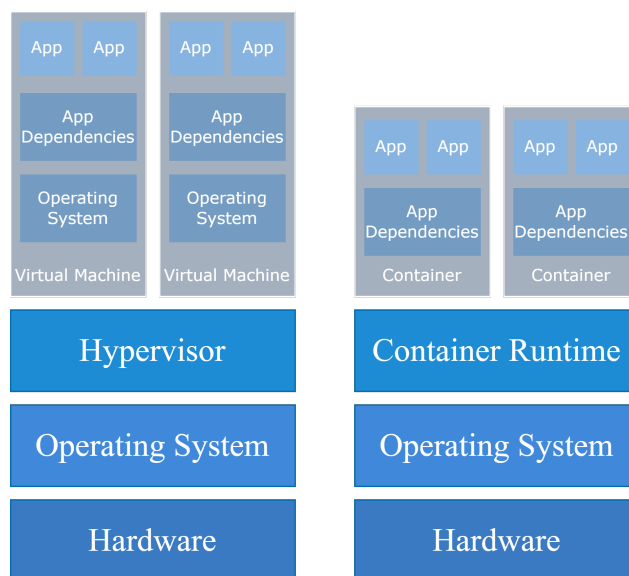 App App
App
Dependencies
Operating
System
Virtual Machine
App App
App
Dependencies
Operating
System
Virtual Machine
Hypervisor
Operating System
Hardware
App App
App
Dependencies
Container
App App
App
Dependencies
Container
Container Runtime
Operating System
Hardware